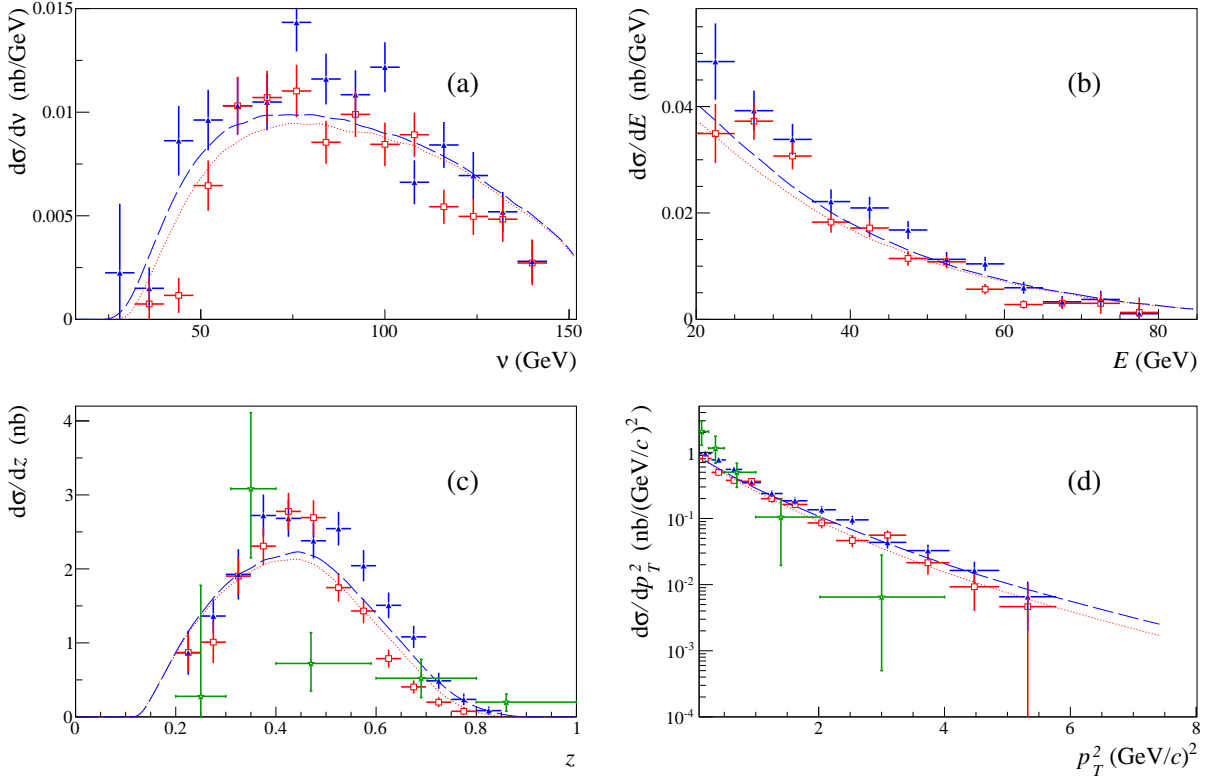 dσ/dν (nb/GeV)
0.015
0.01
0.005
0
50
100
150
ν (GeV)
(a)
dσ/dE (nb/GeV)
0.04
0.02
0
20
40
60
80
E (GeV)
(b)
dσ/dz (nb)
4
3
2
1
0
0
0.2
0.4
0.6
0.8
1
z
(c)
dσ/dp_T^2 (nb/(GeV/c)^2)
1
10^-1
10^-2
10^-3
10^-4
2
4
6
8
p_T^2 (GeV/c)^2
(d)